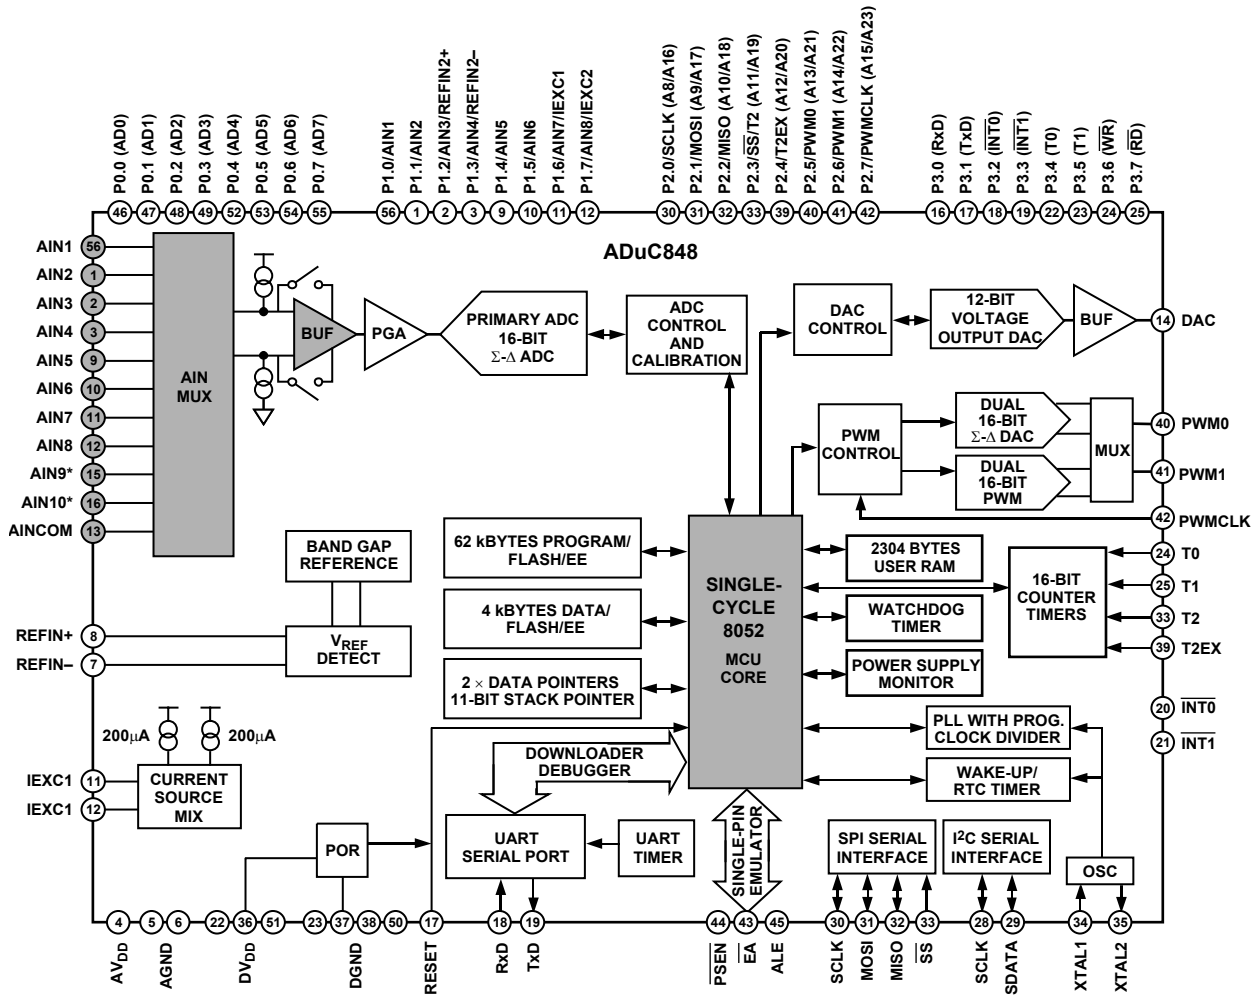 P0.0 (AD0)
P0.1 (AD1)
P0.2 (AD2)
P0.3 (AD3)
P0.4 (AD4)
P0.5 (AD5)
P0.6 (AD6)
P0.7 (AD7)
P1.0/AIN1
P1.1/AIN2
P1.2/AIN3/REFIN2+
P1.3/AIN4/REFIN2–
P1.4/AIN5
P1.5/AIN6
P1.6/AIN7/IEXC1
P1.7/AIN8/IEXC2
P2.0/SCLK (A8/A16)
P2.1/MOSI (A9/A17)
P2.2/MISO (A10/A18)
P2.3/SS/T2 (A11/A19)
P2.4/T2EX (A12/A20)
P2.5/PWM0 (A13/A21)
P2.6/PWM1 (A14/A22)
P2.7/PWMCLK (A15/A23)
P3.0 (RxD)
P3.1 (TxD)
P3.2 (INT0)
P3.3 (INT1)
P3.4 (T0)
P3.5 (T1)
P3.6 (WR)
P3.7 (RD)
46 47 48 49 52 53 54 55 56 1 2 3 9 10 11 12 30 31 32 33 39 40 41 42 16 17 18 19 22 23 24 25
ADuC848
AIN1 56
AIN2 1
AIN3 2
AIN4 3
AIN5 9
AIN6 10
AIN7 11
AIN8 12
AIN9* 15
AIN10* 16
AINCOM 13
AIN
MUX
BUF
PGA
PRIMARY ADC
16-BIT
Σ-Δ ADC
ADC
CONTROL
AND
CALIBRATION
DAC
CONTROL
12-BIT
VOLTAGE
OUTPUT DAC
BUF
14 DAC
PWM
CONTROL
DUAL
16-BIT
Σ-Δ DAC
DUAL
16-BIT
PWM
MUX
40 PWM0
41 PWM1
42 PWMCLK
BAND GAP
REFERENCE
VREF
DETECT
REFIN+ 8
REFIN– 7
62 kBYTES PROGRAM/
FLASH/EE
4 kBYTES DATA/
FLASH/EE
2 × DATA POINTERS
11-BIT STACK POINTER
SINGLE-
CYCLE
8052
MCU
CORE
2304 BYTES
USER RAM
WATCHDOG
TIMER
POWER SUPPLY
MONITOR
16-BIT
COUNTER
TIMERS
24 T0
25 T1
33 T2
39 T2EX
20 INT0
21 INT1
PLL WITH PROG.
CLOCK DIVIDER
WAKE-UP/
RTC TIMER
200µA 200µA
CURRENT
SOURCE
MIX
IEXC1 11
IEXC1 12
DOWNLOADER
DEBUGGER
POR
UART
SERIAL PORT
UART
TIMER
SINGLE-PIN
EMULATOR
SPI SERIAL
INTERFACE
I2C SERIAL
INTERFACE
OSC
4 5 6 22 36 51 23 37 38 50 17 18 19 44 43 45 30 31 32 33 28 29 34 35
AVDD
AGND
DVDD
DGND
RESET
RxD
TxD
PSEN
EA
ALE
SCLK
MOSI
MISO
SS
SCLK
SDATA
XTAL1
XTAL2